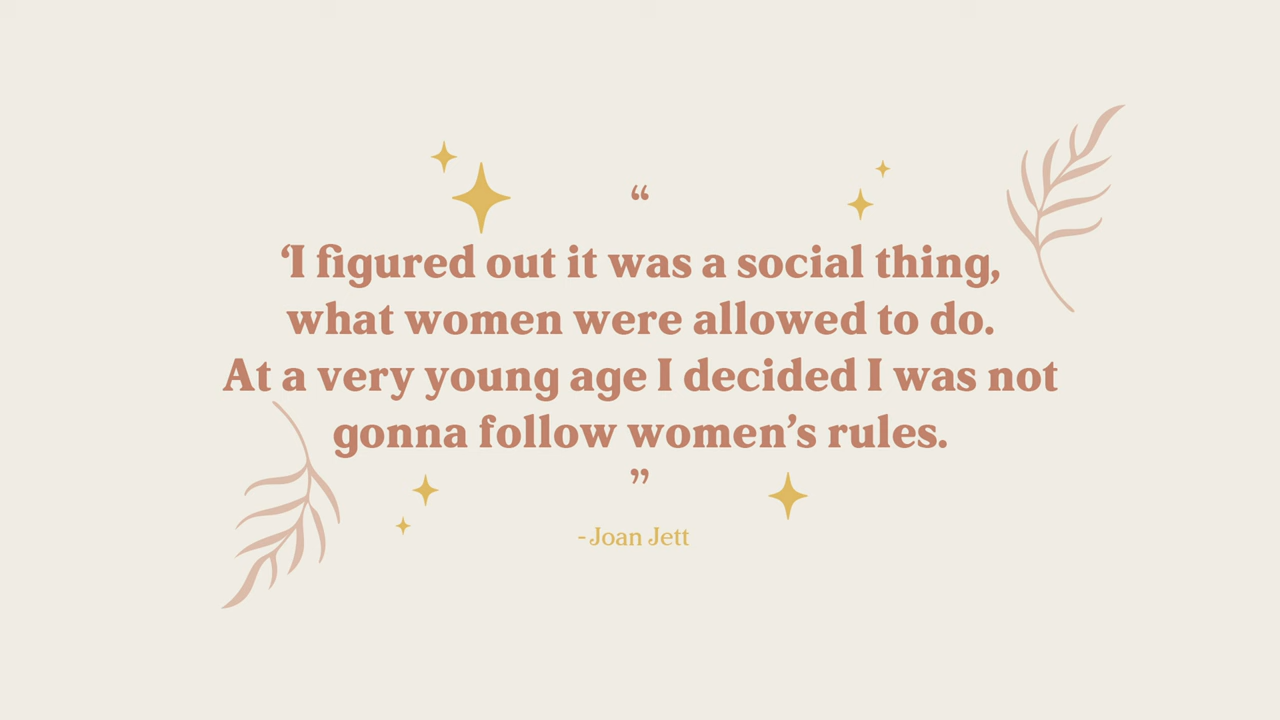 “
‘I figured out it was a social thing,
what women were allowed to do.
At a very young age I decided I was not
gonna follow women’s rules.
”
-Joan Jett